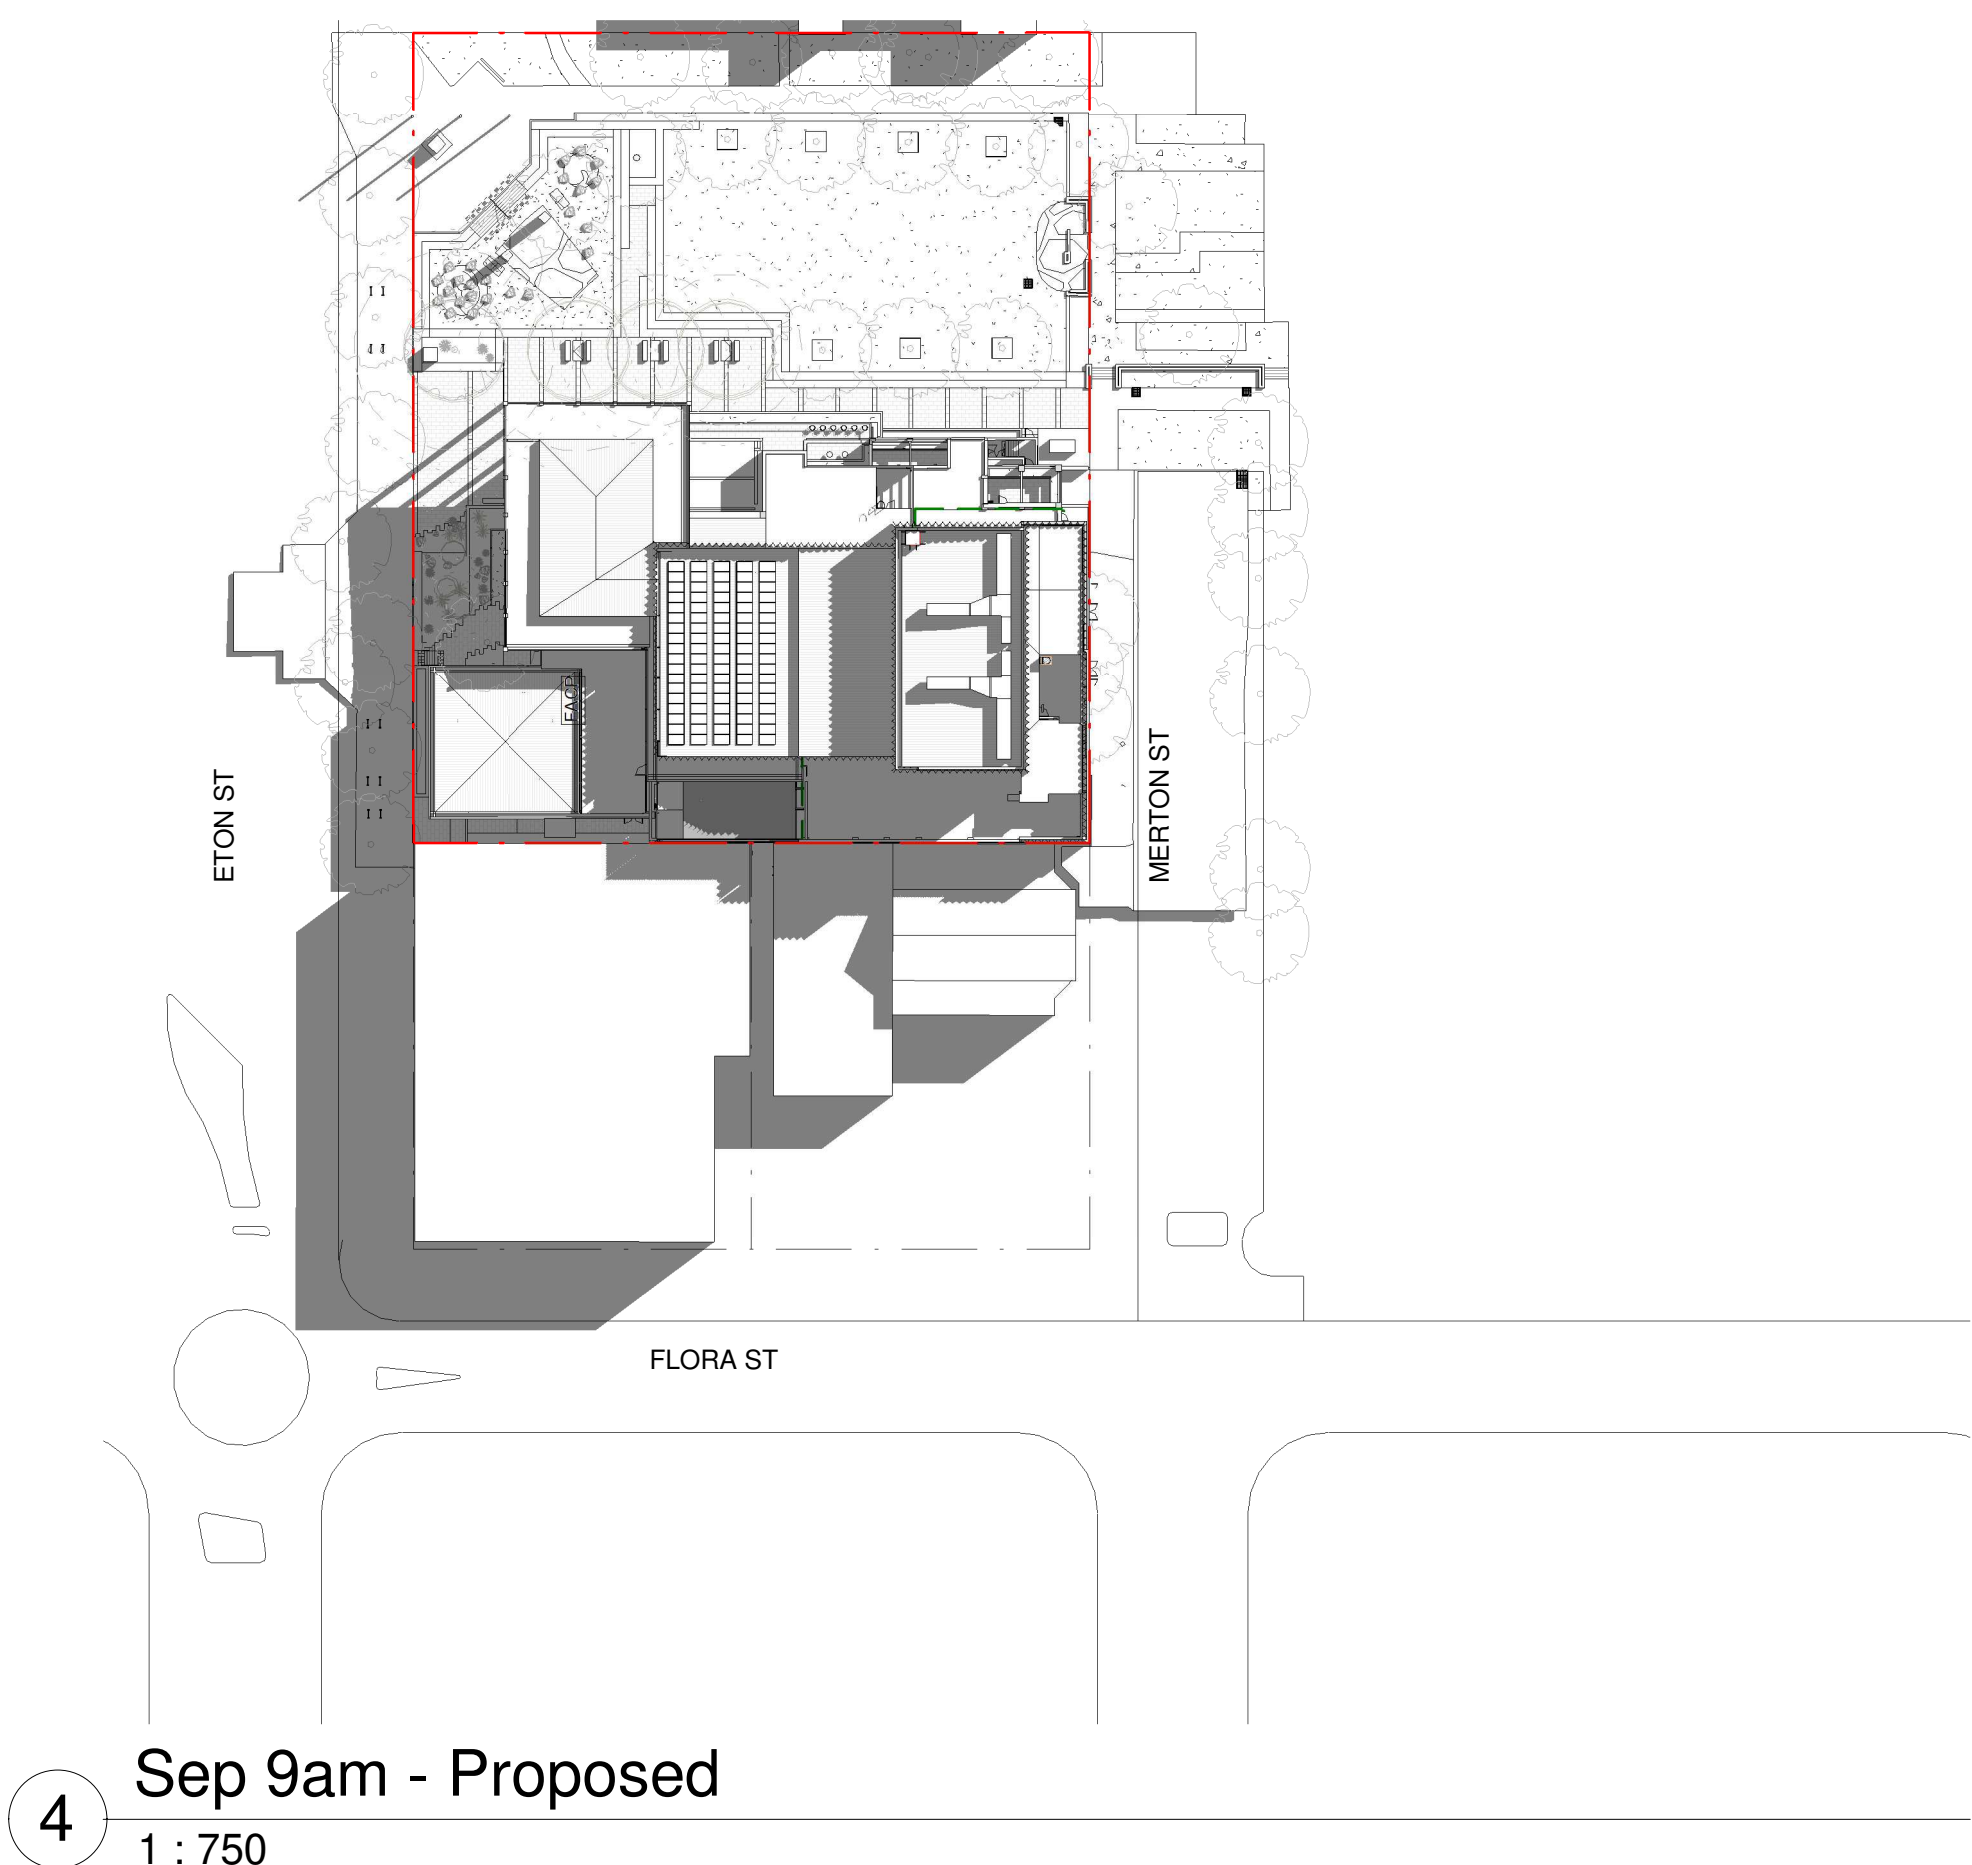 FACP
ETON ST
MERTON ST
FLORA ST
4
Sep 9am - Proposed
1 : 750